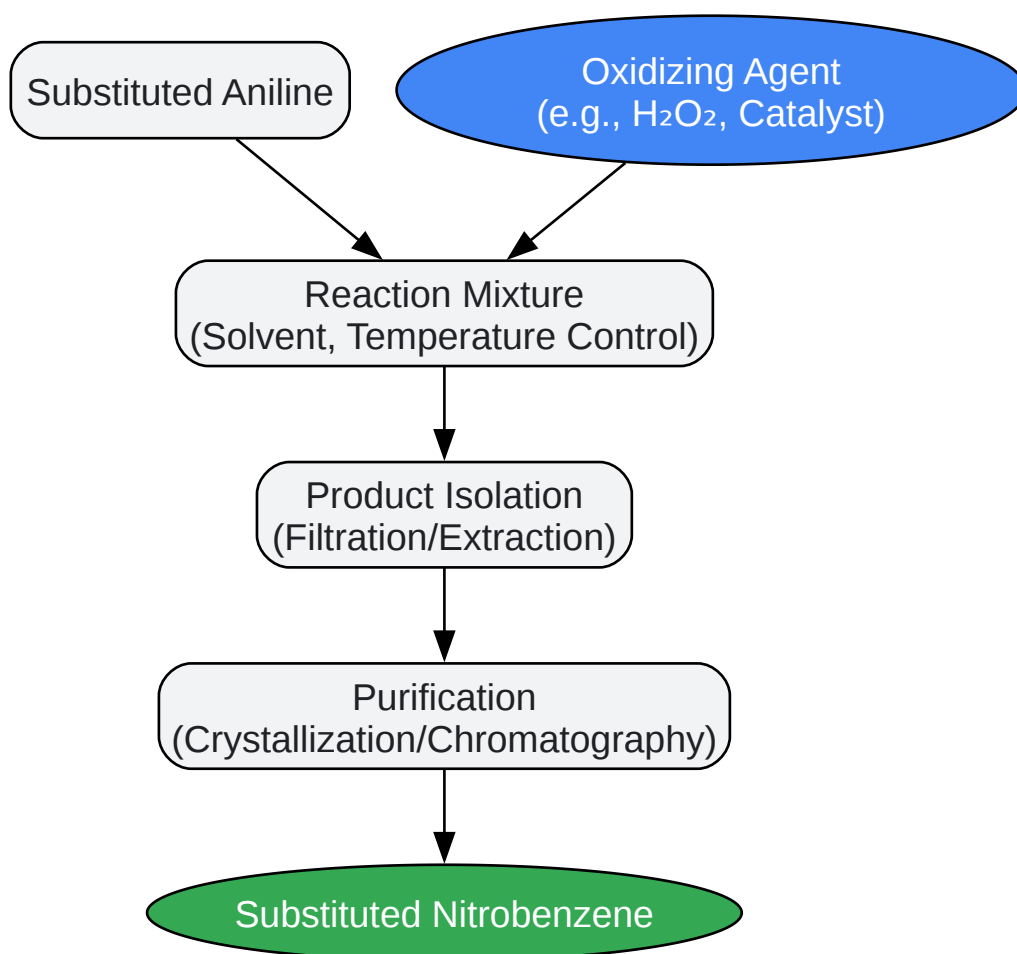 Substituted Aniline
Oxidizing Agent
(e.g., H₂O₂, Catalyst)
Reaction Mixture
(Solvent, Temperature Control)
Product Isolation
(Filtration/Extraction)
Purification
(Crystallization/Chromatography)
Substituted Nitrobenzene